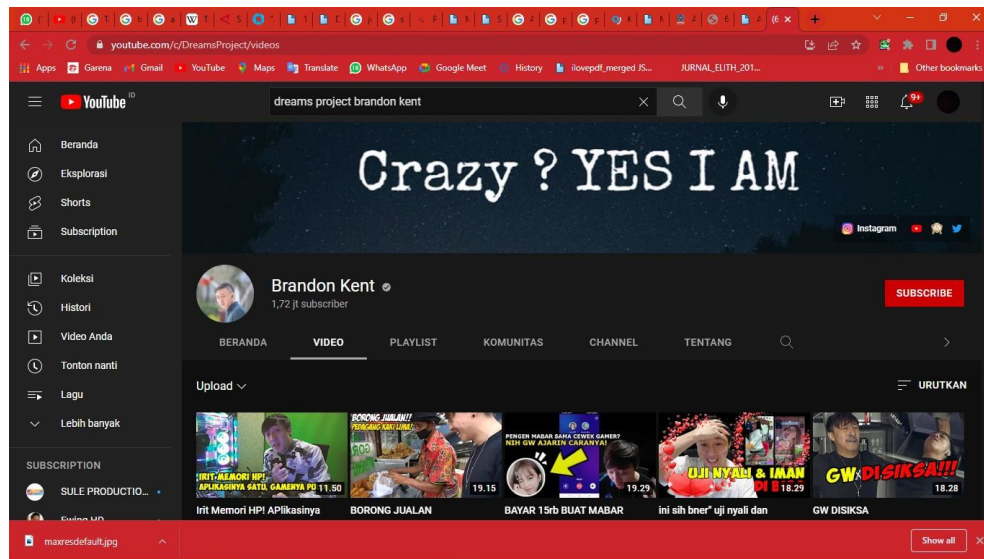 youtube.com/c/DreamsProject/videos
Apps Garena Gmail YouTube Maps Translate WhatsApp Google Meet History ilovepdf_merged JS... JURNAL_ELITH_201... » Other bookmarks
YouTube ID
dreams project brandon kent
9+
Beranda
Eksplorasi
Shorts
Subscription
Koleksi
Histori
Video Anda
Tonton nanti
Lagu
Lebih banyak
SUBSCRIPTION
SULE PRODUCTIO...
Ewing HD
Crazy ? YES I AM
Instagram
Brandon Kent
1,72 jt subscriber
SUBSCRIBE
BERANDA VIDEO PLAYLIST KOMUNITAS CHANNEL TENTANG
Upload
URUTKAN
IRIT MEMORI HP!
APLIKASINYA SATU, GAMENYA PU
11.50
Irit Memori HP! APlikasinya
BORONG JUALAN!!
PEDAGANG KAKI LIMA!
19.15
BORONG JUALAN
PENGEN MABAR SAMA CEWEK GAMER?
NIH GW AJARIN CARANYA!
19.29
BAYAR 15rb BUAT MABAR
UJI NYALI & IMAN
18.29
ini sih bner" uji nyali dan
GW DISIKSA!!!
18.28
GW DISIKSA
maxresdefault.jpg
Show all